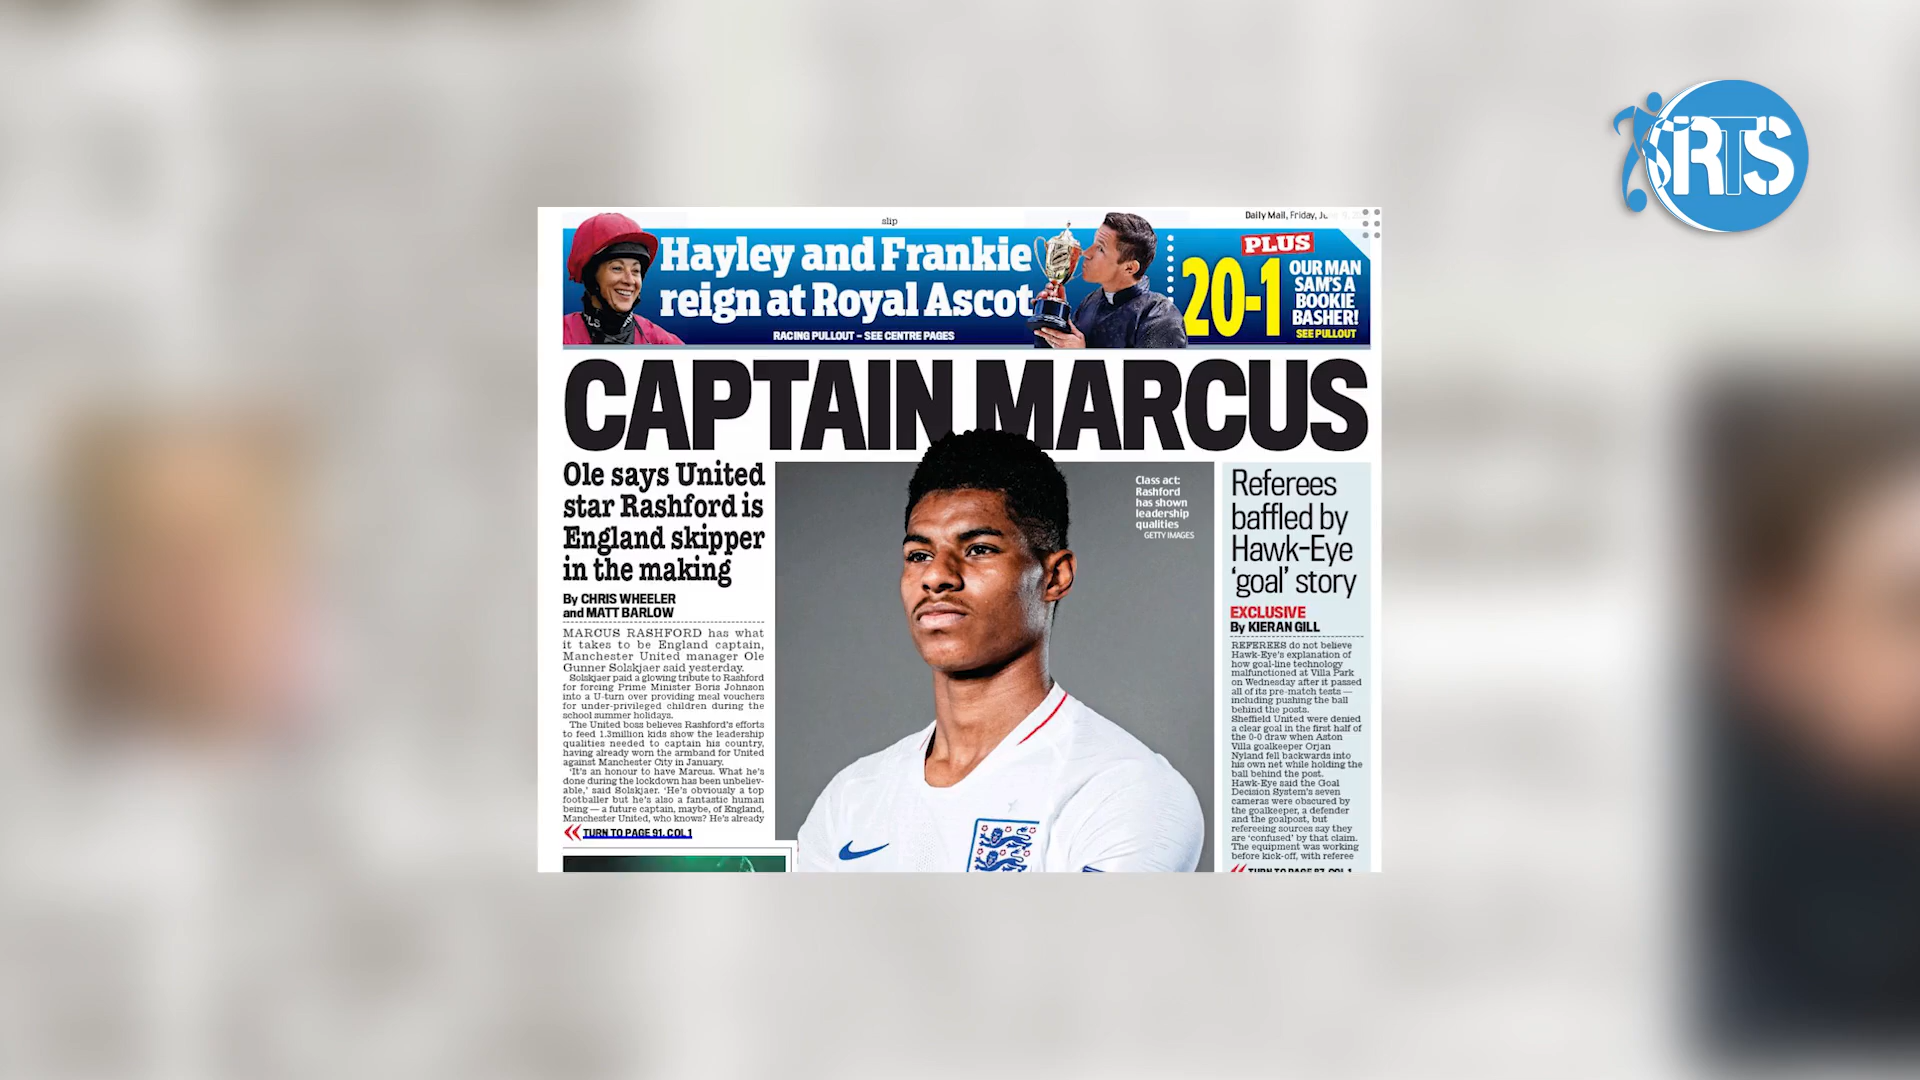 RTS
slip
Daily Mail, Friday,
Hayley and Frankie
reign at Royal Ascot
RACING PULLOUT – SEE CENTRE PAGES
PLUS
20-1
OUR MAN
SAM'S A
BOOKIE
BASHER!
SEE PULLOUT
CAPTAIN MARCUS
Ole says United
star Rashford is
England skipper
in the making
By CHRIS WHEELER
and MATT BARLOW
MARCUS RASHFORD has what
it takes to be England captain,
Manchester United manager Ole
Gunner Solskjaer said yesterday.
Solskjaer paid a glowing tribute to Rashford
for forcing Prime Minister Boris Johnson
into a U-turn over providing meal vouchers
for under-privileged children during the
school summer holidays.
The United boss believes Rashford's efforts
to feed 1.3million kids show the leadership
qualities needed to captain his country,
having already worn the armband for United
against Manchester City in January.
'It's an honour to have Marcus. What he's
done during the lockdown has been unbeliev-
able,' said Solskjaer. 'He's obviously a top
footballer but he's also a fantastic human
being — a future captain, maybe, of England,
Manchester United, who knows? He's already
TURN TO PAGE 91, COL 1
Class act:
Rashford
has shown
leadership
qualities
GETTY IMAGES
Referees
baffled by
Hawk-Eye
'goal' story
EXCLUSIVE
By KIERAN GILL
REFEREES do not believe
Hawk-Eye's explanation of
how goal-line technology
malfunctioned at Villa Park
on Wednesday after it passed
all of its pre-match tests —
including pushing the ball
behind the posts.
Sheffield United were denied
a clear goal in the first half of
the 0-0 draw when Aston
Villa goalkeeper Orjan
Nyland fell backwards into
his own net while holding the
ball behind the post.
Hawk-Eye said the Goal
Decision System's seven
cameras were obscured by
the goalkeeper, a defender
and the goalpost, but
refereeing sources say they
are 'confused' by that claim.
The equipment was working
before kick-off, with referee
TURN TO PAGE 87, COL 1